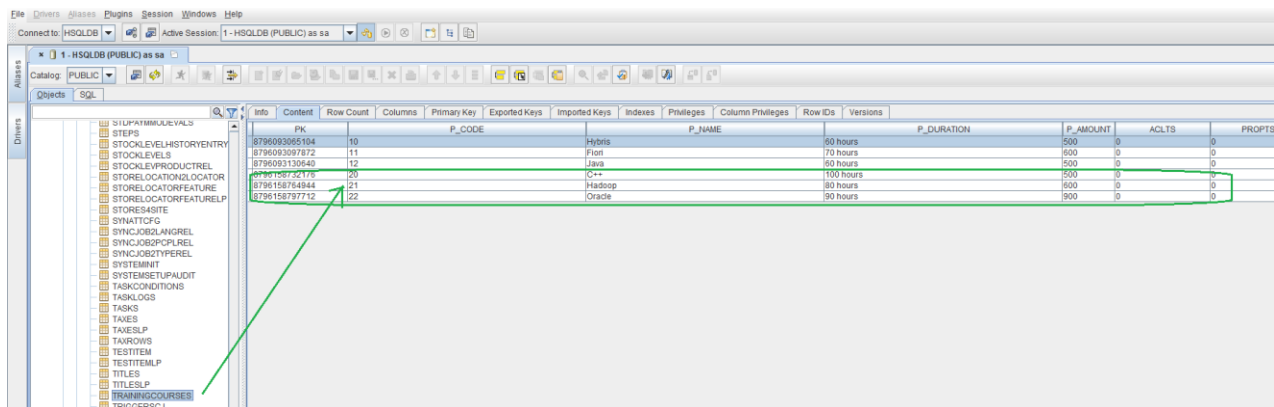 File Drivers Aliases Plugins Session Windows Help
Connect to: HSQLDB Active Session: 1 - HSQLDB (PUBLIC) as sa
1 - HSQLDB (PUBLIC) as sa
Aliases
Drivers
Catalog: PUBLIC
Objects SQL
Info Content Row Count Columns Primary Key Exported Keys Imported Keys Indexes Privileges Column Privileges Row IDs Versions
STDPAYMMODEVALS
STEPS
STOCKLEVELHISTORYENTRY
STOCKLEVELS
STOCKLEVPRODUCTREL
STORELOCATION2LOCATOR
STORELOCATORFEATURE
STORELOCATORFEATURELP
STORES4SITE
SYNATTCFG
SYNCJOB2LANGREL
SYNCJOB2PCPLREL
SYNCJOB2TYPEREL
SYSTEMINIT
SYSTEMSETUPAUDIT
TASKCONDITIONS
TASKLOGS
TASKS
TAXES
TAXESLP
TAXROWS
TESTITEM
TESTITEMLP
TITLES
TITLESLP
TRAININGCOURSES
PK P_CODE P_NAME P_DURATION P_AMOUNT ACLTS PROPTS
8796093065104 10 Hybris 60 hours 500 0 0
8796093097872 11 Fiori 70 hours 600 0 0
8796093130640 12 Java 60 hours 500 0 0
8796158732176 20 C++ 100 hours 500 0 0
8796158764944 21 Hadoop 80 hours 600 0 0
8796158797712 22 Oracle 90 hours 900 0 0